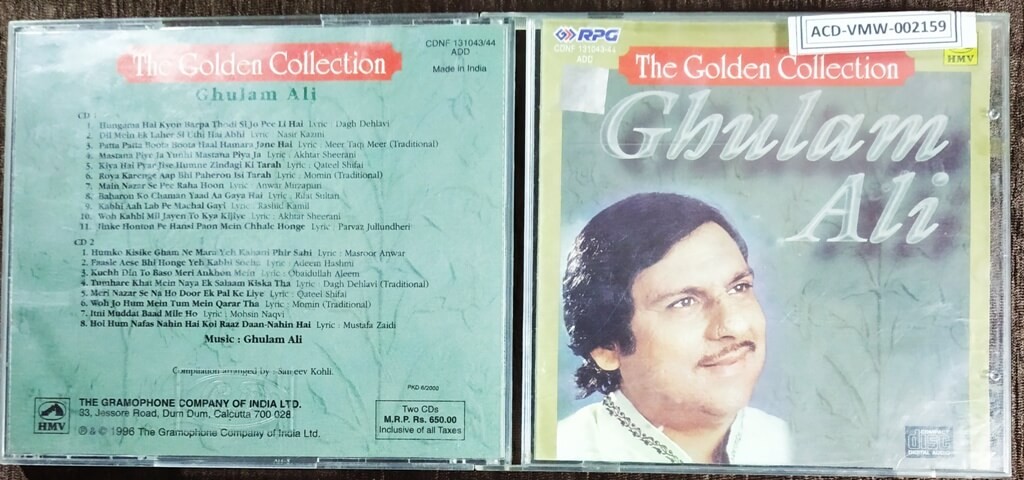 The Golden Collection
CDNF 131043/44
ADD
Made in India
Ghulam Ali
CD 1
1. Hungama Hai Kyon Barpa Thodi Si Jo Pee Li Hai Lyric : Dagh Dehlavi
2. Dil Mein Ek Laher Si Uthi Hai Abhi Lyric : Nasir Kazmi
3. Patta Patta Boota Boota Haal Hamara Jane Hai Lyric : Meer Taqi Meer (Traditional)
4. Mastana Piye Ja Yunhi Mastana Piya Ja Lyric : Akhtar Sheerani
5. Kiya Hai Pyar Jise Humne Zindagi Ki Tarah Lyric : Qateel Shifai
6. Roya Karenge Aap Bhi Paheron Isi Tarah Lyric : Momin (Traditional)
7. Main Nazar Se Pee Raha Hoon Lyric : Anwar Mirzapuri
8. Baharon Ko Chaman Yaad Aa Gaya Hai Lyric : Rifat Sultan
9. Kabhi Aah Lab Pe Machal Gayi Lyric : Rashid Kamil
10. Woh Kabhi Mil Jayen To Kya Kijiye Lyric : Akhtar Sheerani
11. Jinke Honton Pe Hansi Paon Mein Chhale Honge Lyric : Parvaz Jullundheri
CD 2
1. Humko Kisike Gham Ne Mara Yeh Kahani Phir Sahi Lyric : Masroor Anwar
2. Faasle Aese Bhi Honge Yeh Kabhi Socha Lyric : Adeem Hashmi
3. Kuchh Din To Baso Meri Ankhon Mein Lyric : Obaidullah Aleem
4. Tumhare Khat Mein Naya Ek Salaam Kiska Tha Lyric : Dagh Dehlavi (Traditional)
5. Meri Nazar Se Na Ho Door Ek Pal Ke Liye Lyric : Qateel Shifai
6. Woh Jo Hum Mein Tum Mein Qarar Tha Lyric : Momin (Traditional)
7. Itni Muddat Baad Mile Ho Lyric : Mohsin Naqvi
8. Hoi Hum Nafas Nahin Hai Koi Raaz Daan Nahin Hai Lyric : Mustafa Zaidi
Music : Ghulam Ali
Compilation arranged by : Sanjeev Kohli.
PKD 6/2002
HMV
THE GRAMOPHONE COMPANY OF INDIA LTD.
33, Jessore Road, Dum Dum, Calcutta 700 028
℗ & © 1996 The Gramophone Company of India Ltd.
Two CDs
M.R.P. Rs. 650.00
Inclusive of all Taxes
RPG
CDNF 131043/44
ADD
ACD-VMW-002159
HMV
The Golden Collection
Ghulam
Ali
disc
DIGITAL AUDIO